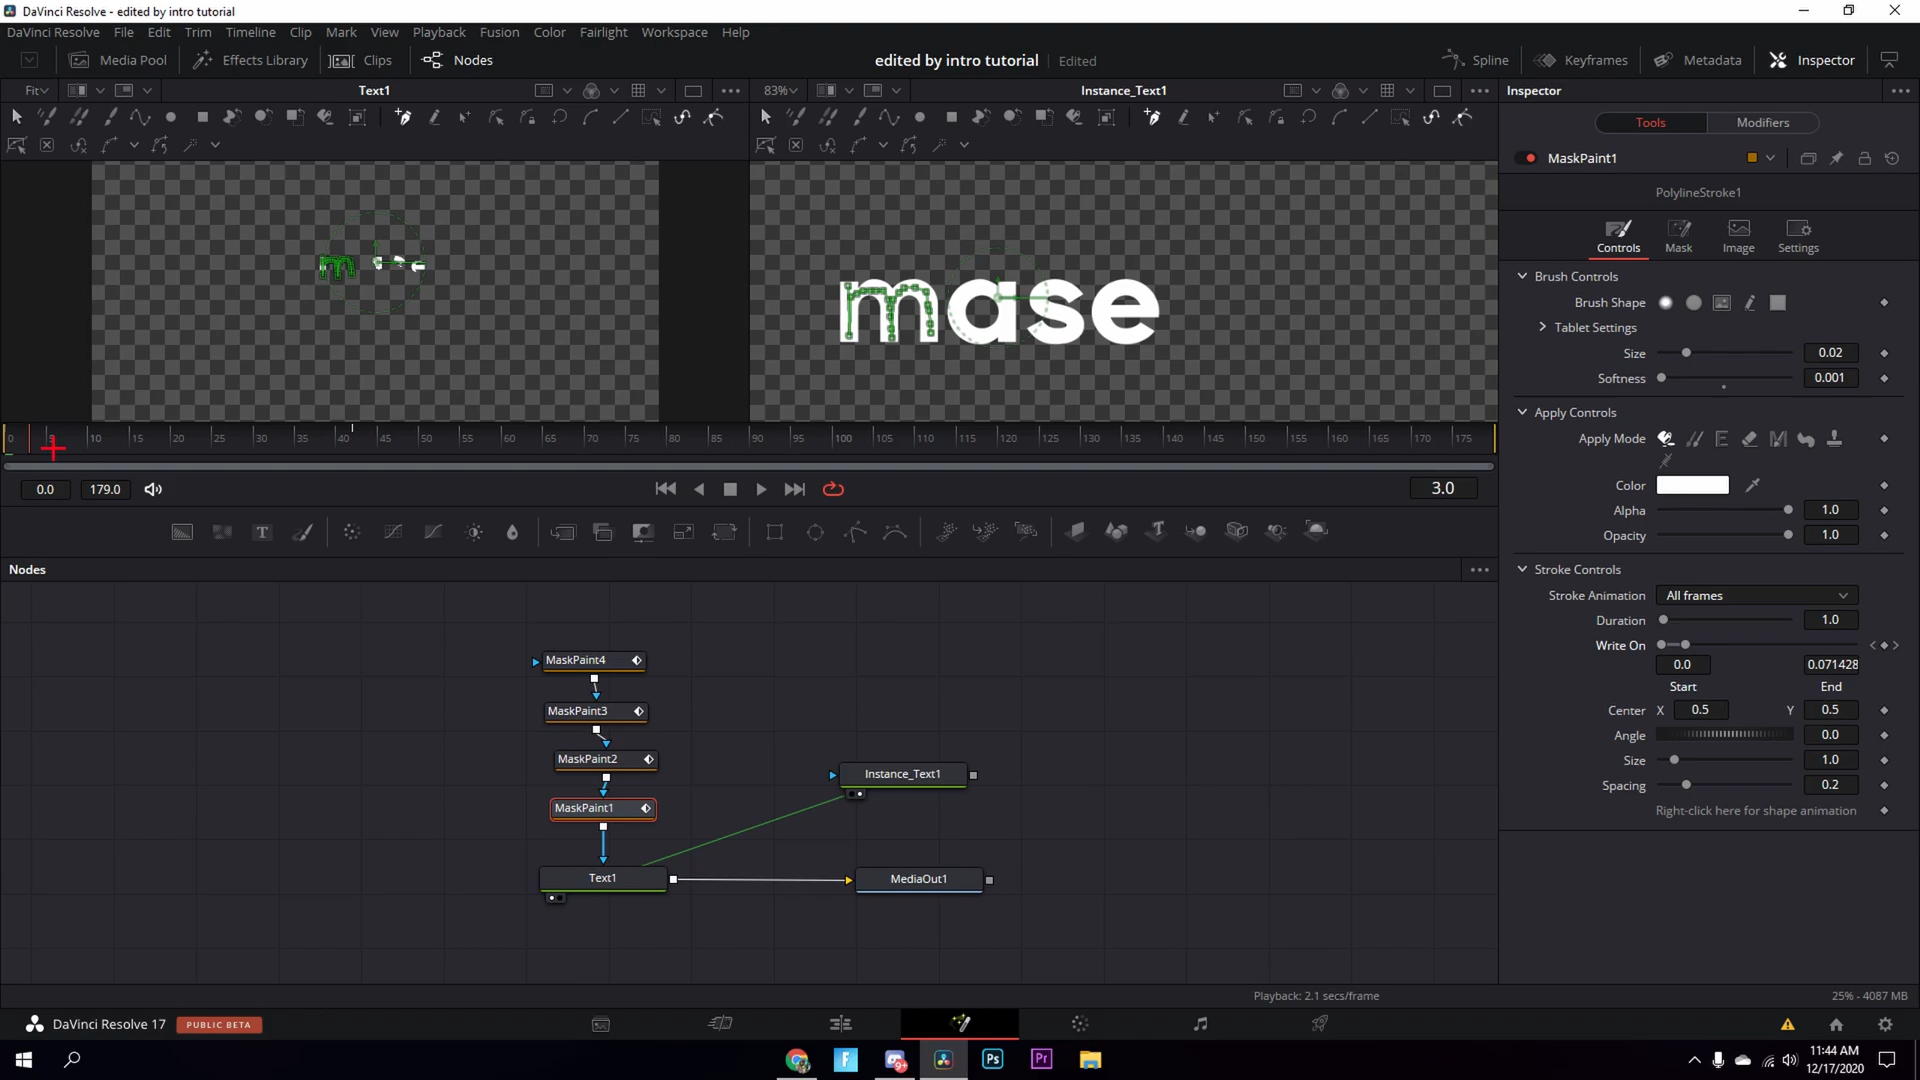 DaVinci Resolve - edited by intro tutorial
DaVinci Resolve File Edit Trim Timeline Clip Mark View Playback Fusion Color Fairlight Workspace Help
Media Pool Effects Library Clips Nodes edited by intro tutorial Edited Spline Keyframes Metadata Inspector
Fit Text1 83% Instance_Text1 Inspector
Tools Modifiers
MaskPaint1
PolylineStroke1
Controls Mask Image Settings
Brush Controls
Brush Shape
Tablet Settings
Size 0.02
Softness 0.001
m
mase
Apply Controls
Apply Mode
0 5 10 15 20 25 30 35 40 45 50 55 60 65 70 75 80 85 90 95 100 105 110 115 120 125 130 135 140 145 150 155 160 165 170 175
0.0 179.0 3.0
Color
Alpha 1.0
Opacity 1.0
Nodes
Stroke Controls
Stroke Animation All frames
Duration 1.0
Write On
0.0 0.071428
Start End
Center X 0.5 Y 0.5
Angle 0.0
Size 1.0
Spacing 0.2
Right-click here for shape animation
MaskPaint4
MaskPaint3
MaskPaint2
Instance_Text1
MaskPaint1
Text1 MediaOut1
Playback: 2.1 secs/frame 25% - 4087 MB
DaVinci Resolve 17 PUBLIC BETA
F 9+ Ps Pr
11:44 AM
12/17/2020